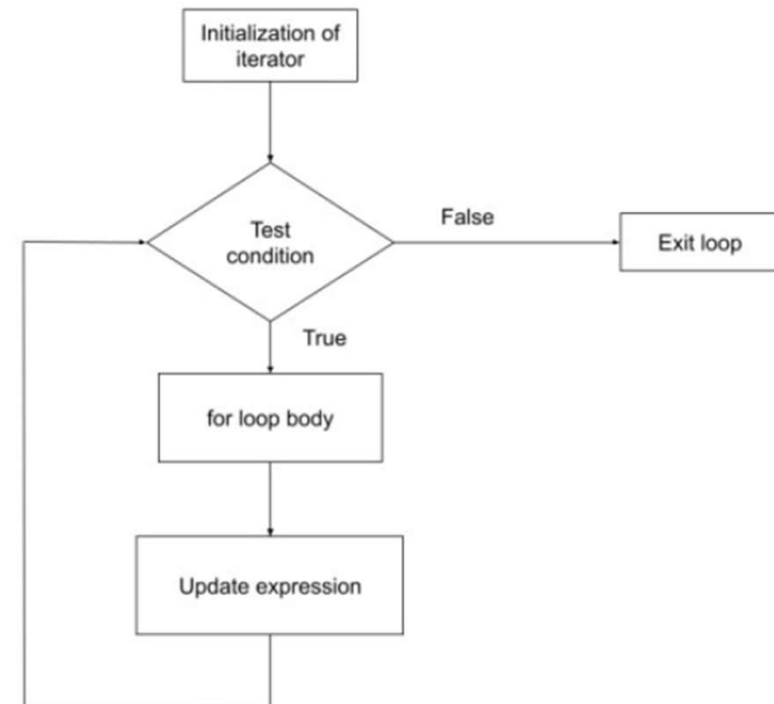 Initialization of
iterator
Test
condition
False
Exit loop
True
for loop body
Update expression